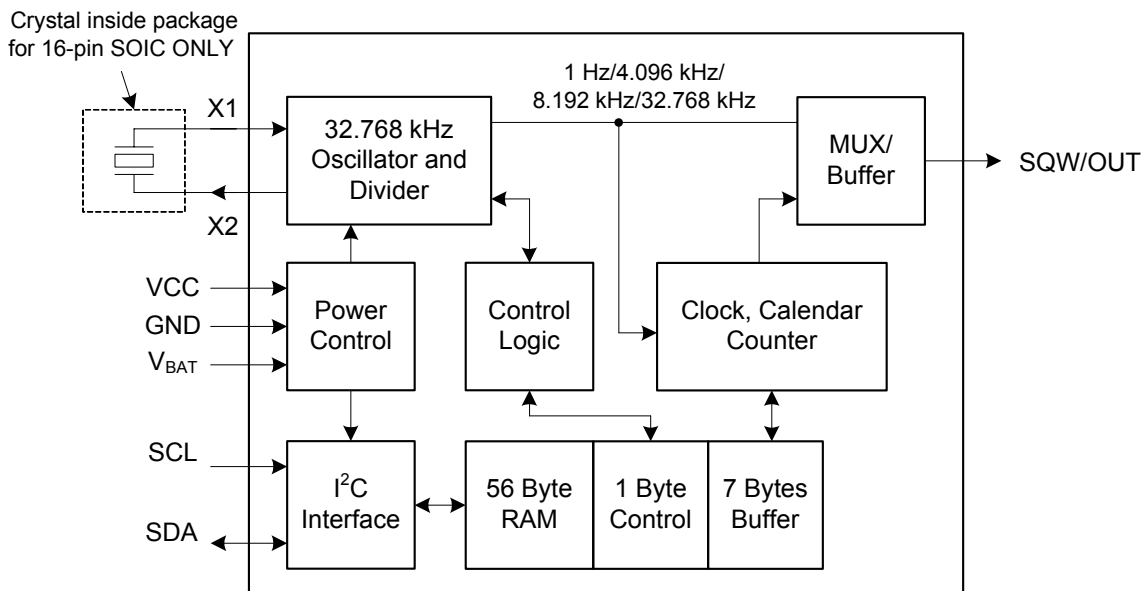 Crystal inside package
for 16-pin SOIC ONLY
X1
X2
1 Hz/4.096 kHz/
8.192 kHz/32.768 kHz
32.768 kHz
Oscillator and
Divider
MUX/
Buffer
SQW/OUT
VCC
GND
VBAT
Power
Control
Control
Logic
Clock, Calendar
Counter
SCL
SDA
I²C
Interface
56 Byte
RAM
1 Byte
Control
7 Bytes
Buffer